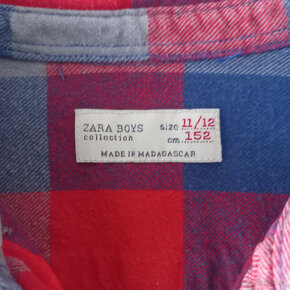 ZARA BOYS SIZE 11/12
collection cm 152
MADE IN MADAGASCAR